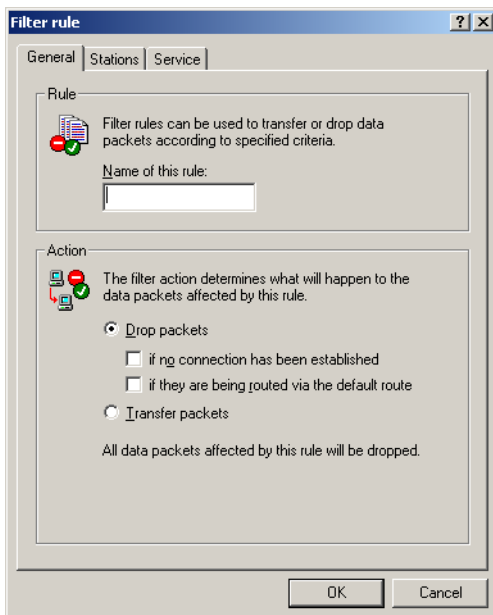 Filter rule
General
Stations
Service
Rule
Filter rules can be used to transfer or drop data
packets according to specified criteria.
Name of this rule:
Action
The filter action determines what will happen to the
data packets affected by this rule.
Drop packets
if no connection has been established
if they are being routed via the default route
Transfer packets
All data packets affected by this rule will be dropped.
OK
Cancel